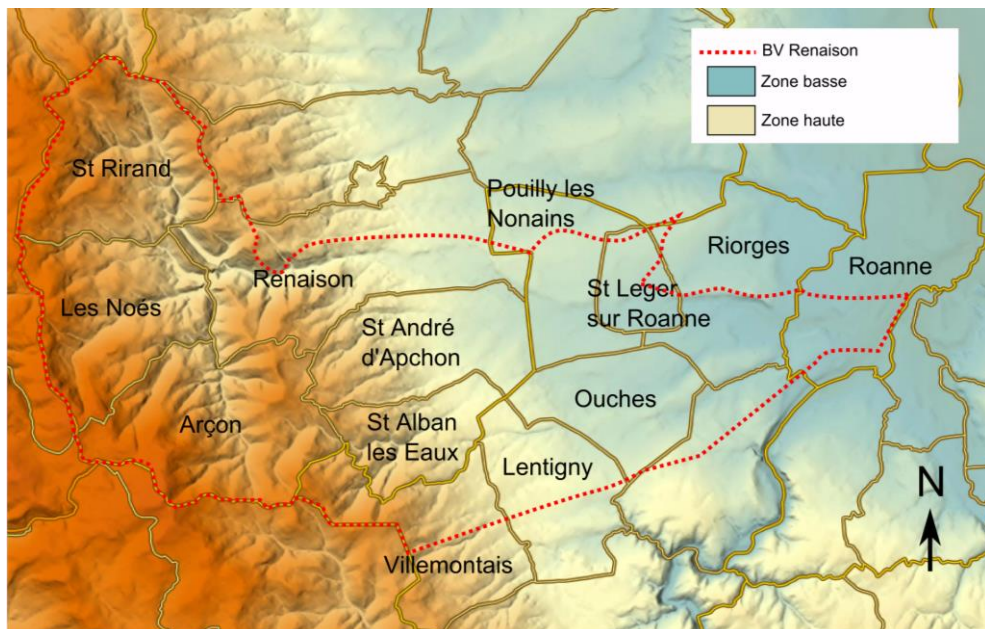 BV Renaison
Zone basse
Zone haute
St Rirand
Pouilly les
Nonains
Riorges
Roanne
Renaison
Les Noés
St Leger
sur Roanne
St André
d'Apchon
Ouches
Arçon
St Alban
les Eaux
Lentigny
N
Villemontais